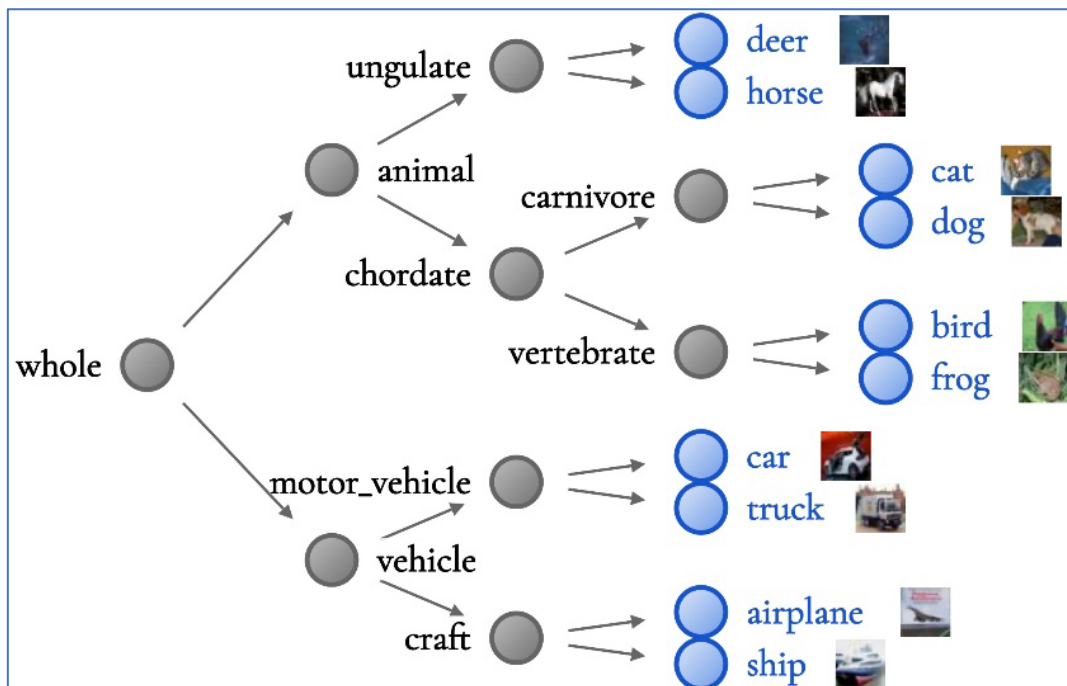 deer
ungulate
horse
animal
cat
carnivore
dog
chordate
bird
vertebrate
whole
frog
car
motor_vehicle
truck
vehicle
airplane
craft
ship